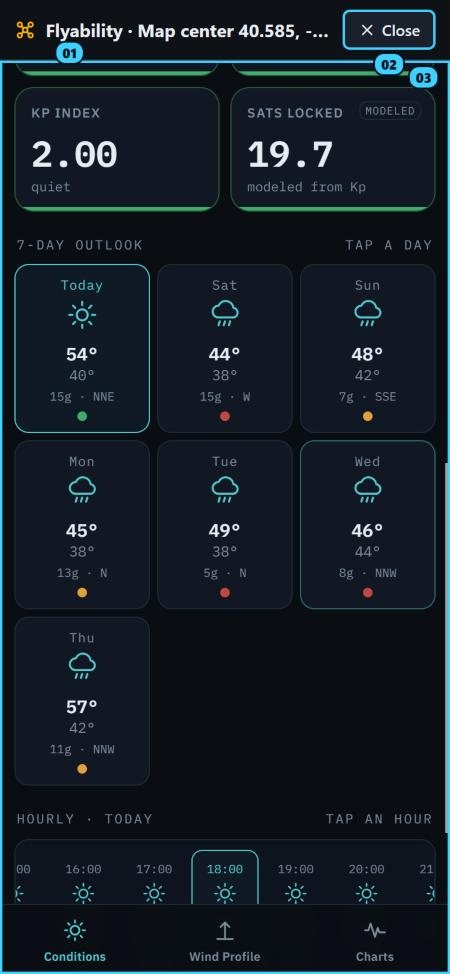 Flyability · Map center 40.585, -...
Close
01
02
03
KP INDEX
2.00
quiet
SATS LOCKED
MODELED
19.7
modeled from Kp
7-DAY OUTLOOK
TAP A DAY
Today
54°
40°
15g · NNE
Sat
44°
38°
15g · W
Sun
48°
42°
7g · SSE
Mon
45°
38°
13g · N
Tue
49°
38°
5g · N
Wed
46°
44°
8g · NNW
Thu
57°
42°
11g · NNW
HOURLY · TODAY
TAP AN HOUR
00
16:00
17:00
18:00
19:00
20:00
21
Conditions
Wind Profile
Charts